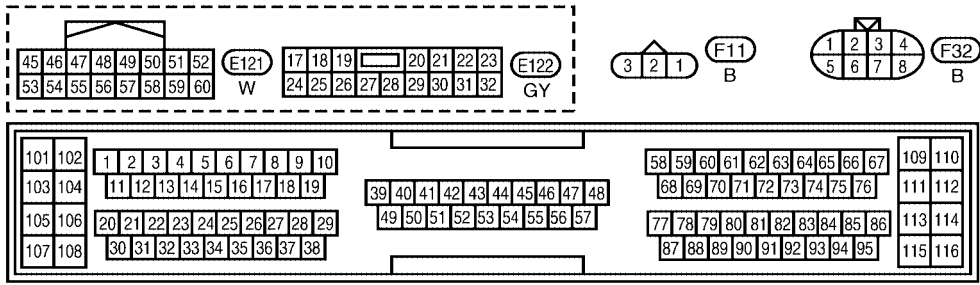 45 46 47 48 49 50 51 52
53 54 55 56 57 58 59 60
E121
W
17 18 19 20 21 22 23
24 25 26 27 28 29 30 31 32
E122
GY
3 2 1
F11
B
1 2 3 4
5 6 7 8
F32
B
101 102
103 104
105 106
107 108
1 2 3 4 5 6 7 8 9 10
11 12 13 14 15 16 17 18 19
20 21 22 23 24 25 26 27 28 29
30 31 32 33 34 35 36 37 38
39 40 41 42 43 44 45 46 47 48
49 50 51 52 53 54 55 56 57
58 59 60 61 62 63 64 65 66 67
68 69 70 71 72 73 74 75 76
77 78 79 80 81 82 83 84 85 86
87 88 89 90 91 92 93 94 95
109 110
111 112
113 114
115 116